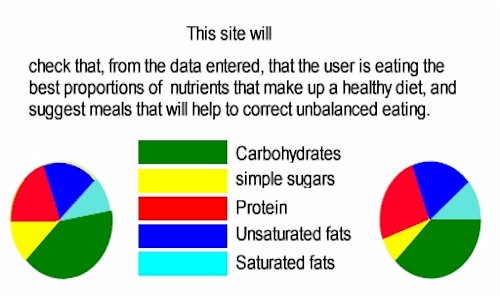 This site will
check that, from the data entered, that the user is eating the
best proportions of nutrients that make up a healthy diet, and
suggest meals that will help to correct unbalanced eating.
Carbohydrates
simple sugars
Protein
Unsaturated fats
Saturated fats